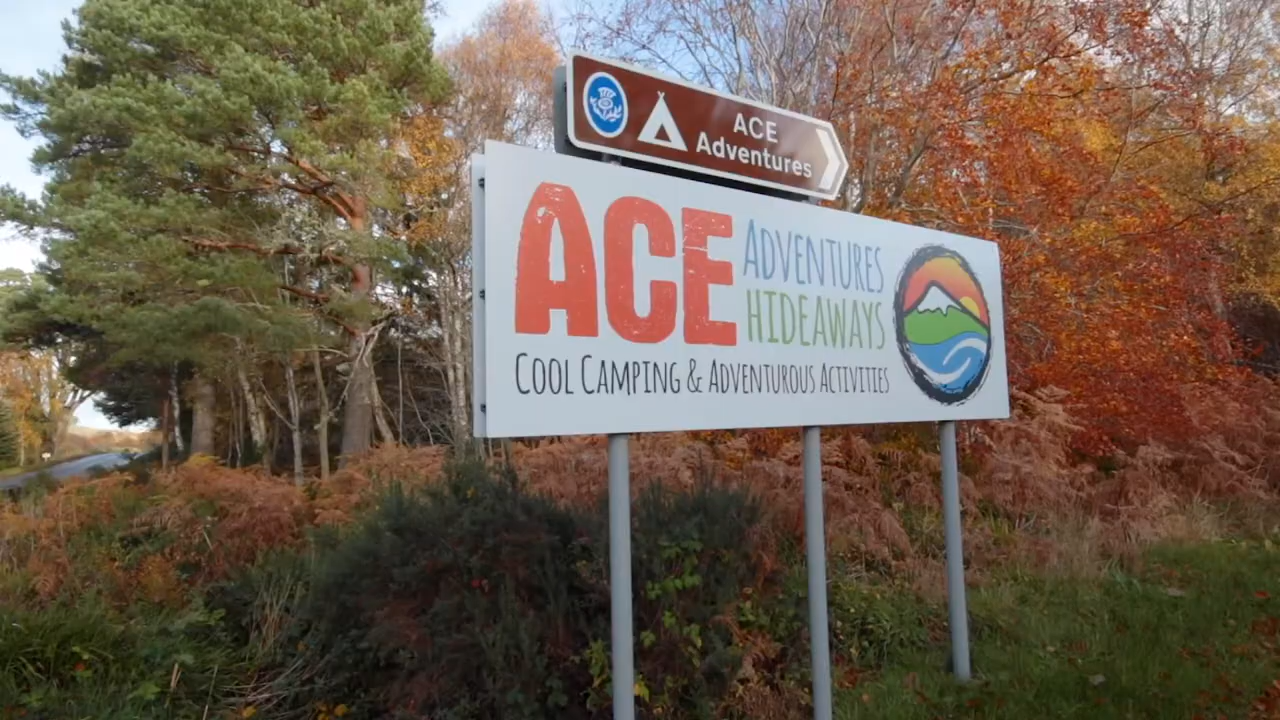 ACE
Adventures
ACE
ADVENTURES
HIDEAWAYS
COOL CAMPING & ADVENTUROUS ACTIVITIES